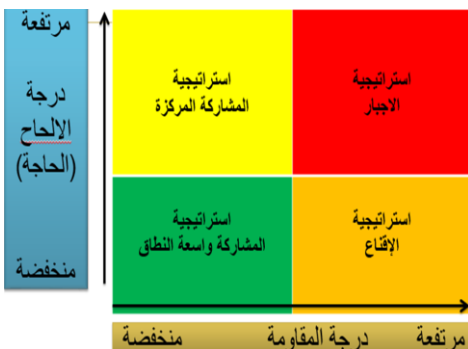 مرتفعة
درجة
الالحاح
(الحاجة)
منخفضة
استراتيجية
الاجبار
استراتيجية
المشاركة المركزة
استراتيجية
الإقناع
استراتيجية
المشاركة واسعة النطاق
منخفضة درجة المقاومة مرتفعة